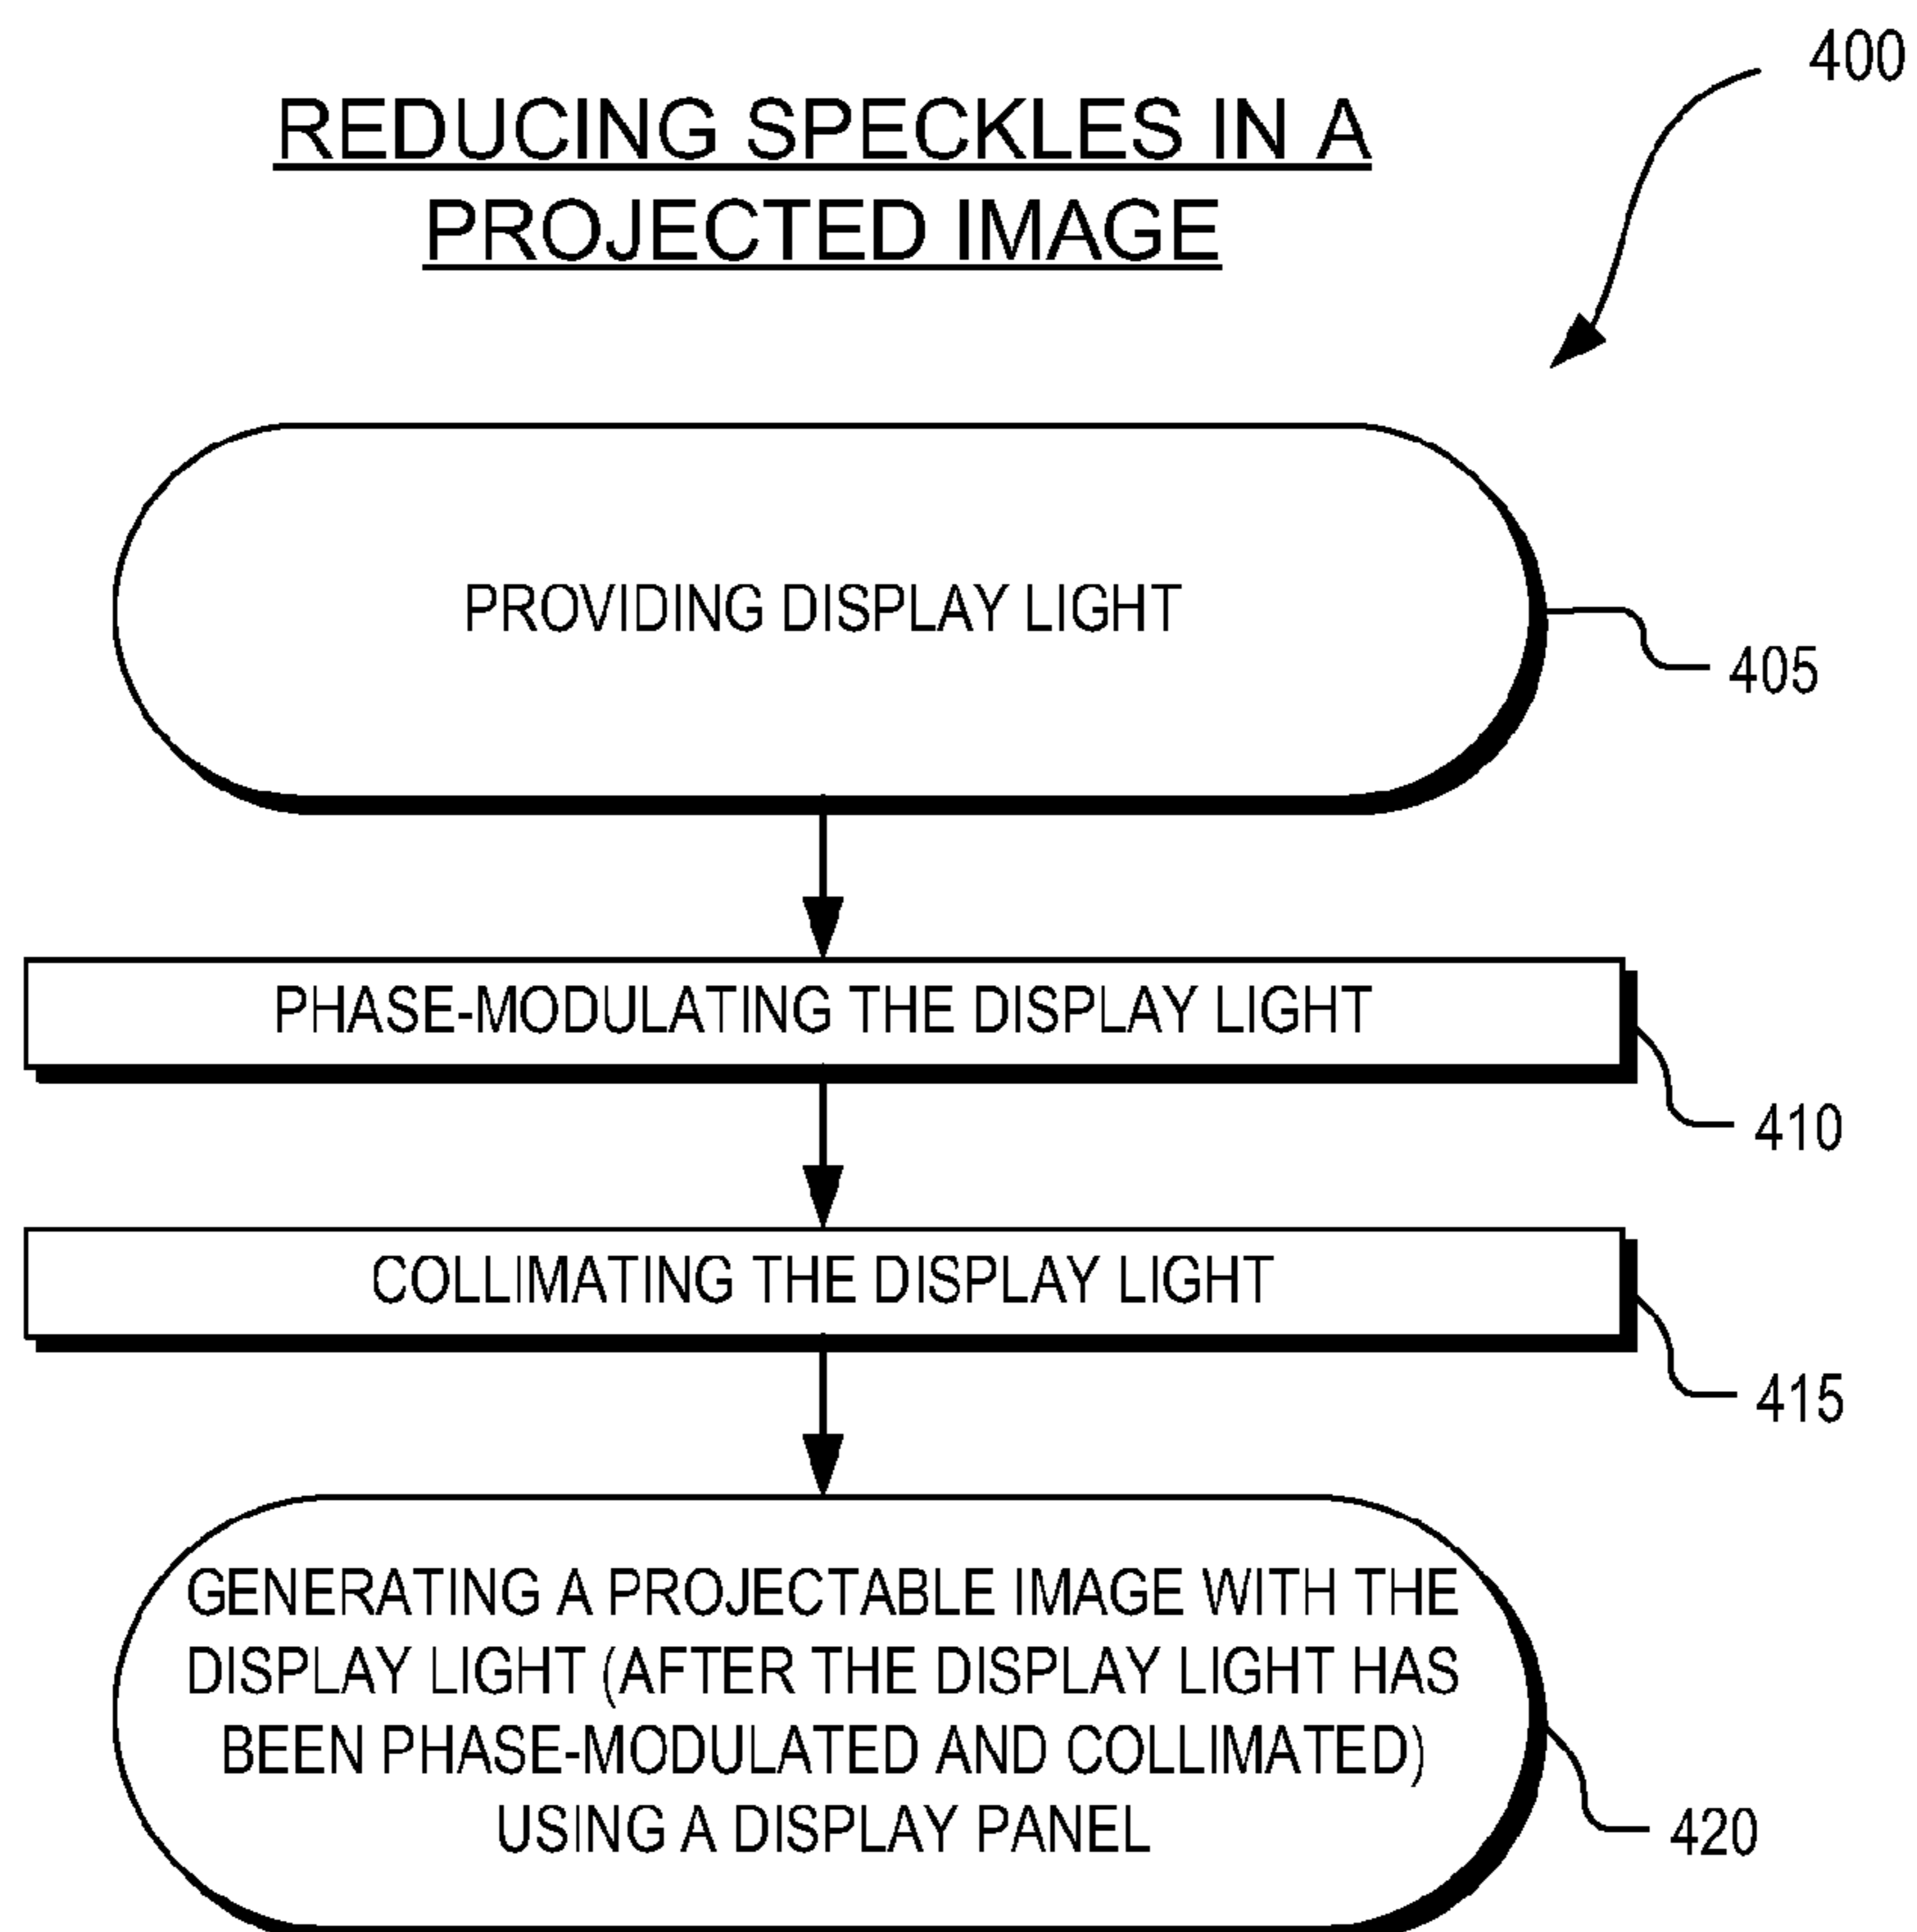 400
REDUCING SPECKLES IN A
PROJECTED IMAGE
PROVIDING DISPLAY LIGHT
405
PHASE-MODULATING THE DISPLAY LIGHT
410
COLLIMATING THE DISPLAY LIGHT
415
GENERATING A PROJECTABLE IMAGE WITH THE
DISPLAY LIGHT (AFTER THE DISPLAY LIGHT HAS
BEEN PHASE-MODULATED AND COLLIMATED)
USING A DISPLAY PANEL
420